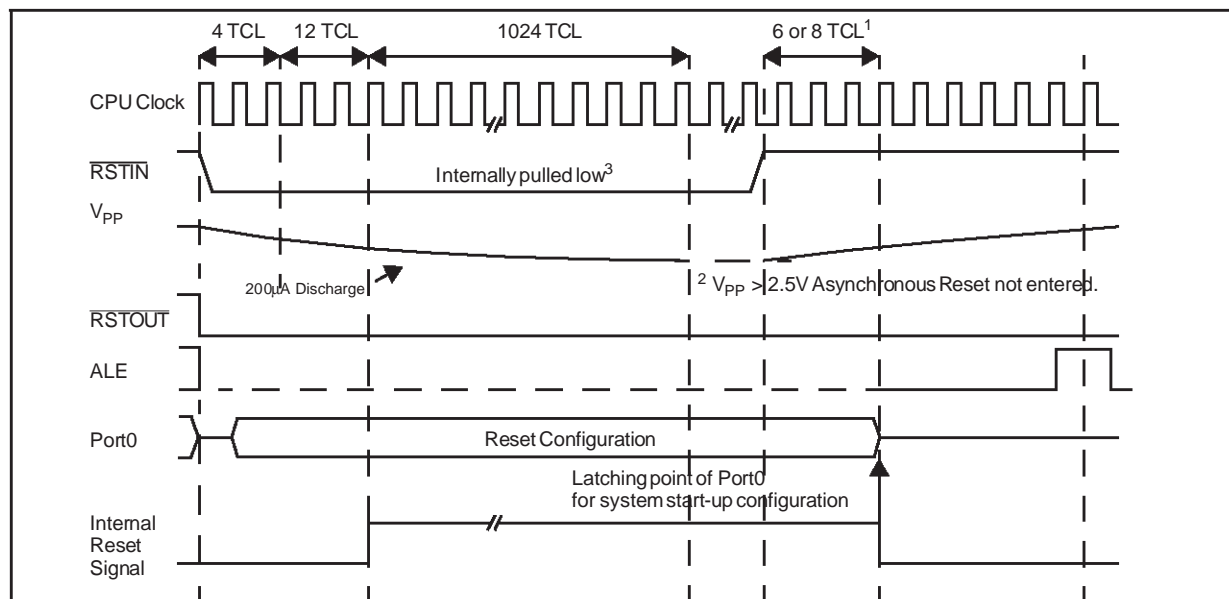 4 TCL 12 TCL 1024 TCL 6 or 8 TCL¹
CPU Clock
RSTIN
Internally pulled low³
VPP
200µA Discharge
² VPP > 2.5V Asynchronous Reset not entered.
RSTOUT
ALE
Port0
Reset Configuration
Latching point of Port0
for system start-up configuration
Internal
Reset
Signal